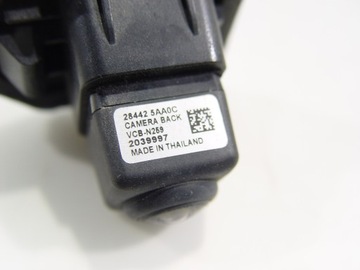 28442 5AA0C
CAMERA BACK
VCB-N259
2039997
MADE IN THAILAND